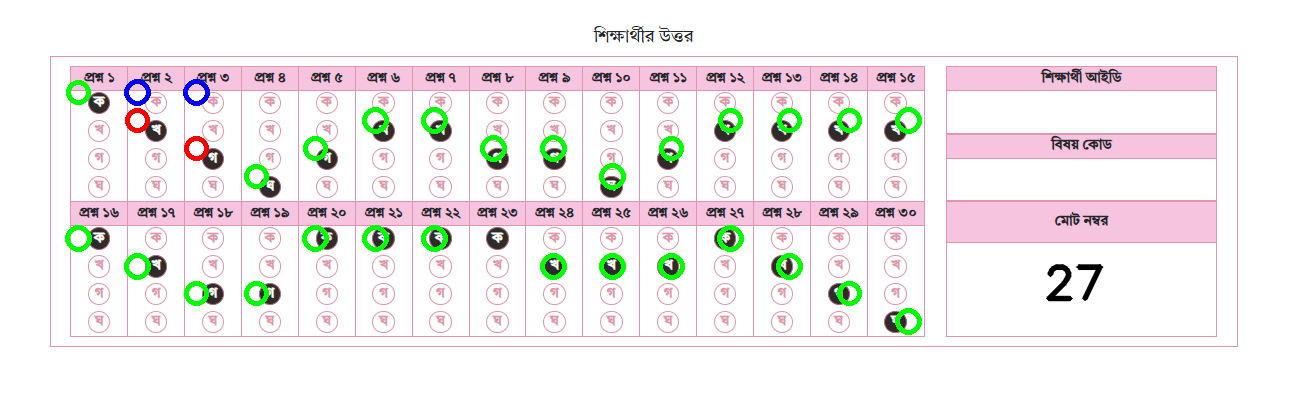 শিক্ষার্থীর উত্তর
প্রশ্ন ১ প্রশ্ন ২ প্রশ্ন ৩ প্রশ্ন ৪ প্রশ্ন ৫ প্রশ্ন ৬ প্রশ্ন ৭ প্রশ্ন ৮ প্রশ্ন ৯ প্রশ্ন ১০ প্রশ্ন ১১ প্রশ্ন ১২ প্রশ্ন ১৩ প্রশ্ন ১৪ প্রশ্ন ১৫
ক ক ক ক ক ক ক ক ক ক ক ক ক ক ক
খ খ খ খ খ খ খ খ খ খ খ খ খ খ খ
গ গ গ গ গ গ গ গ গ গ গ গ গ গ গ
ঘ ঘ ঘ ঘ ঘ ঘ ঘ ঘ ঘ ঘ ঘ ঘ ঘ ঘ ঘ
প্রশ্ন ১৬ প্রশ্ন ১৭ প্রশ্ন ১৮ প্রশ্ন ১৯ প্রশ্ন ২০ প্রশ্ন ২১ প্রশ্ন ২২ প্রশ্ন ২৩ প্রশ্ন ২৪ প্রশ্ন ২৫ প্রশ্ন ২৬ প্রশ্ন ২৭ প্রশ্ন ২৮ প্রশ্ন ২৯ প্রশ্ন ৩০
ক ক ক ক ক ক ক ক ক ক ক ক ক ক ক
খ খ খ খ খ খ খ খ খ খ খ খ খ খ খ
গ গ গ গ গ গ গ গ গ গ গ গ গ গ গ
ঘ ঘ ঘ ঘ ঘ ঘ ঘ ঘ ঘ ঘ ঘ ঘ ঘ ঘ ঘ
শিক্ষার্থী আইডি
বিষয় কোড
মোট নম্বর
27